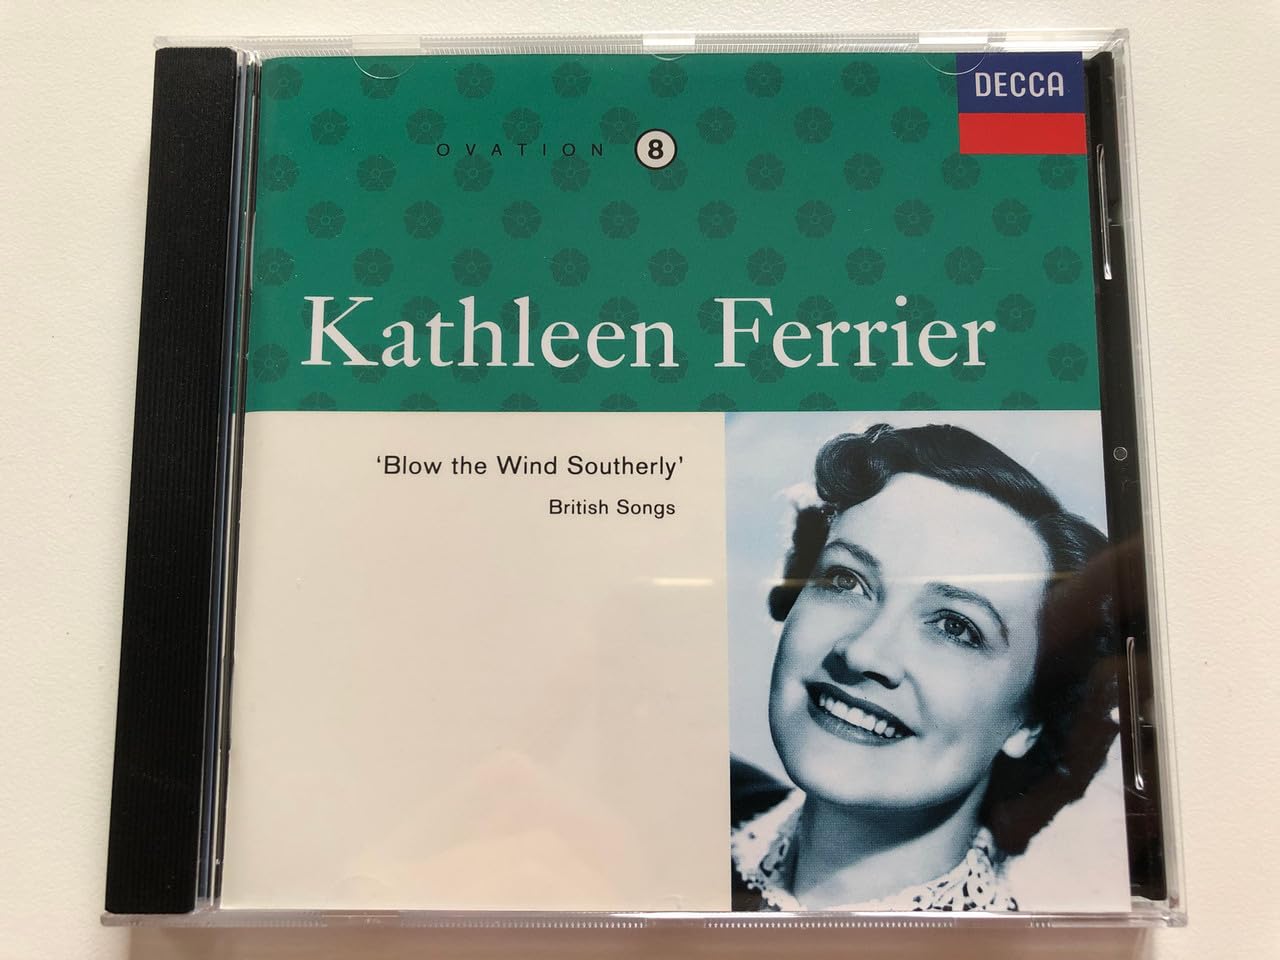 DECCA
OVATION 8
Kathleen Ferrier
‘Blow the Wind Southerly’
British Songs